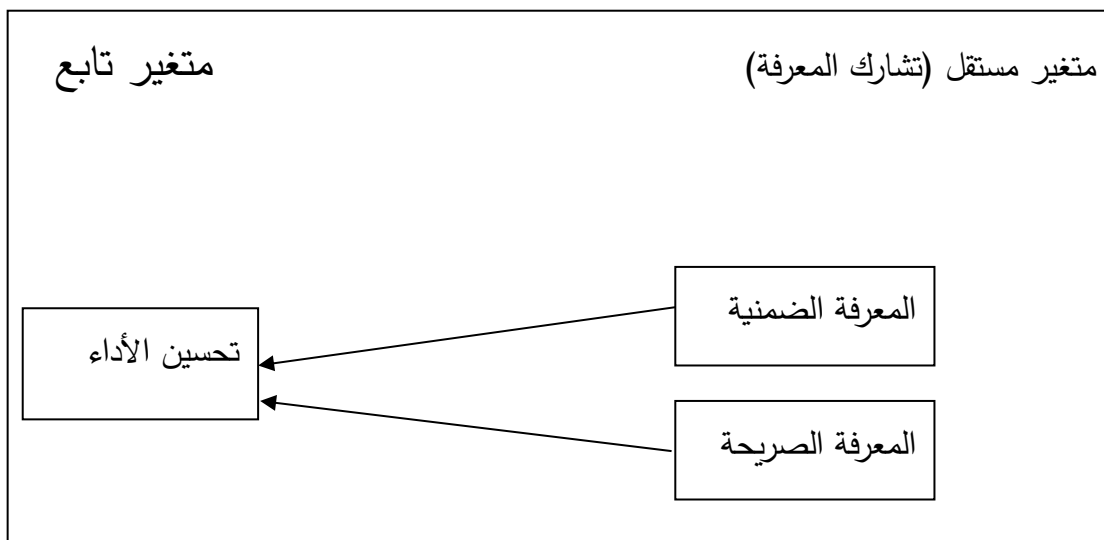 متغير مستقل (تشارك المعرفة)
متغير تابع
المعرفة الضمنية
تحسين الأداء
المعرفة الصريحة